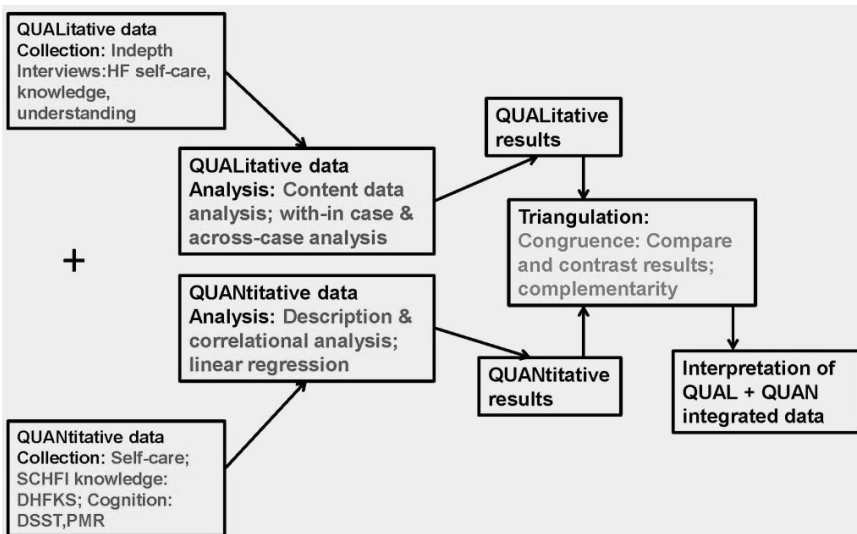 QUALitative data
Collection: Indepth
Interviews:HF self-care,
knowledge,
understanding
QUALitative data
Analysis: Content data
analysis; with-in case &
across-case analysis
QUALitative
results
Triangulation:
Congruence: Compare
and contrast results;
complementarity
+
QUANtitative data
Analysis: Description &
correlational analysis;
linear regression
QUANtitative
results
Interpretation of
QUAL + QUAN
integrated data
QUANtitative data
Collection: Self-care;
SCHFI knowledge:
DHFKS; Cognition:
DSST,PMR